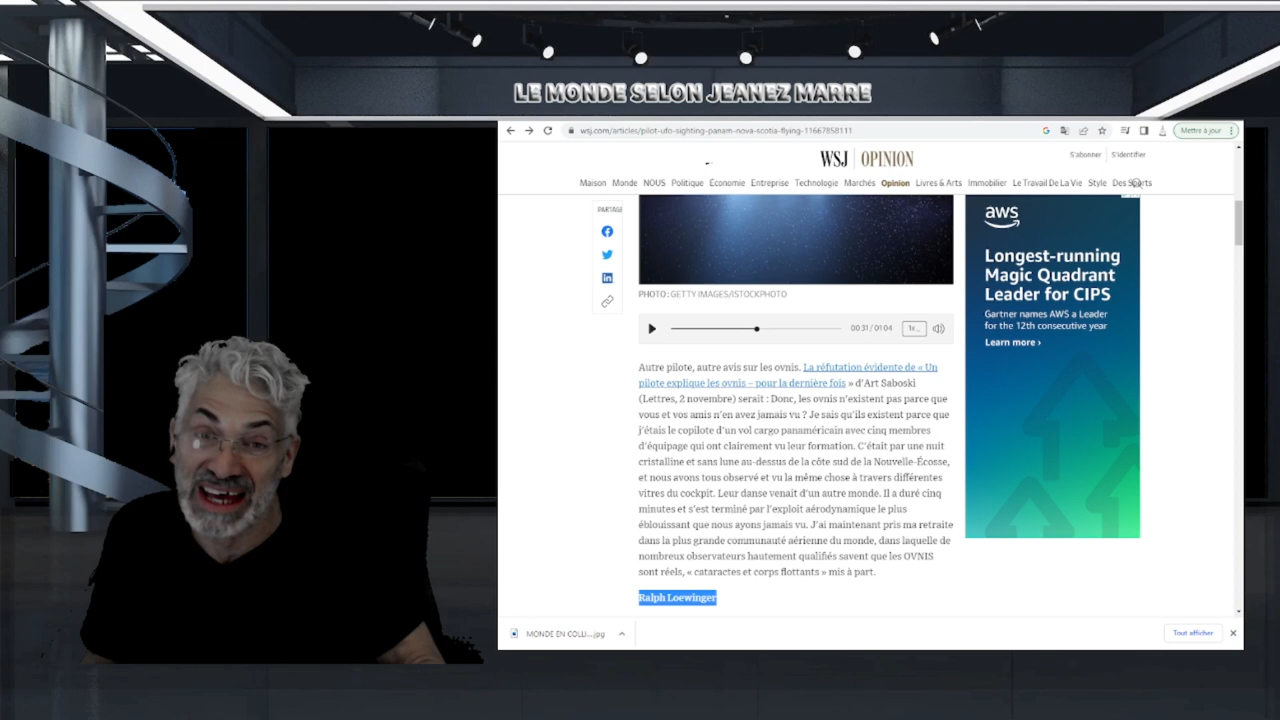 LE MONDE SELON JEANEZ MARRE
wsj.com/articles/pilot-ufo-sighting-panam-nova-scotia-flying-11667858111
Mettre à jour
WSJ OPINION
S'abonner S'identifier
Maison Monde NOUS Politique Économie Entreprise Technologie Marchés Opinion Livres & Arts Immobilier Le Travail De La Vie Style Des Sports
PARTAGE
PHOTO : GETTY IMAGES/ISTOCKPHOTO
00:31 / 01:04
Autre pilote, autre avis sur les ovnis. La réfutation évidente de « Un
pilote explique les ovnis – pour la dernière fois » d'Art Saboski
(Lettres, 2 novembre) serait : Donc, les ovnis n'existent pas parce que
vous et vos amis n'en avez jamais vu ? Je sais qu'ils existent parce que
j'étais le copilote d'un vol cargo panaméricain avec cinq membres
d'équipage qui ont clairement vu leur formation. C'était par une nuit
cristalline et sans lune au-dessus de la côte sud de la Nouvelle-Écosse,
et nous avons tous observé et vu la même chose à travers différentes
vitres du cockpit. Leur danse venait d'un autre monde. Il a duré cinq
minutes et s'est terminé par l'exploit aérodynamique le plus
éblouissant que nous ayons jamais vu. J'ai maintenant pris ma retraite
dans la plus grande communauté aérienne du monde, dans laquelle de
nombreux observateurs hautement qualifiés savent que les OVNIS
sont réels, « cataractes et corps flottants » mis à part.
Ralph Loewinger
aws
Longest-running
Magic Quadrant
Leader for CIPS
Gartner names AWS a Leader
for the 12th consecutive year
Learn more ›
MONDE EN COLU....jpg
Tout afficher